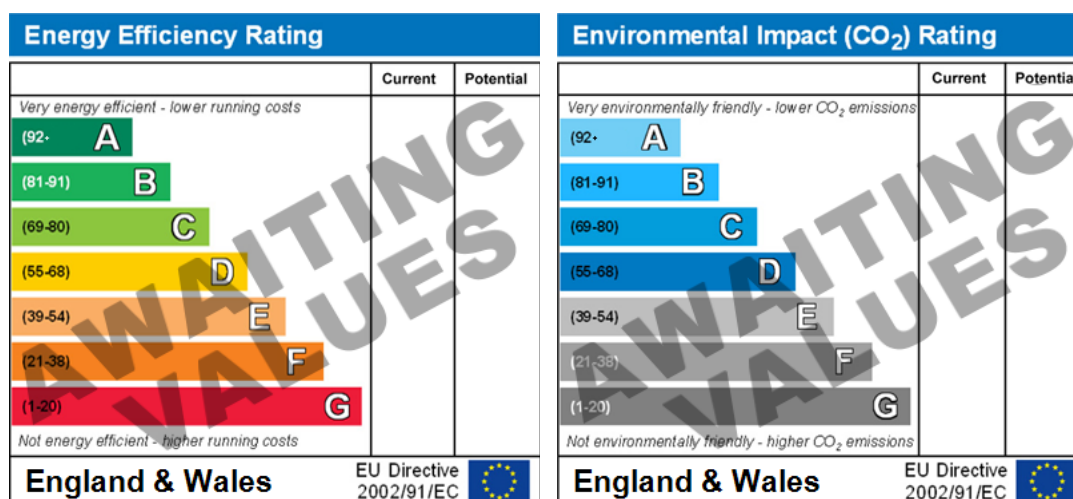 Energy Efficiency Rating
Current Potential
Very energy efficient - lower running costs
(92+ A
(81-91) B
(69-80) C
(55-68) D
(39-54) E
(21-38) F
(1-20) G
Not energy efficient - higher running costs
AWAITING
VALUES
England & Wales
EU Directive
2002/91/EC
Environmental Impact (CO₂) Rating
Current Potentia
Very environmentally friendly - lower CO₂ emissions
(92+ A
(81-91) B
(69-80) C
(55-68) D
(39-54) E
(21-38) F
(1-20) G
Not environmentally friendly - higher CO₂ emissions
AWAITING
VALUES
England & Wales
EU Directive
2002/91/EC